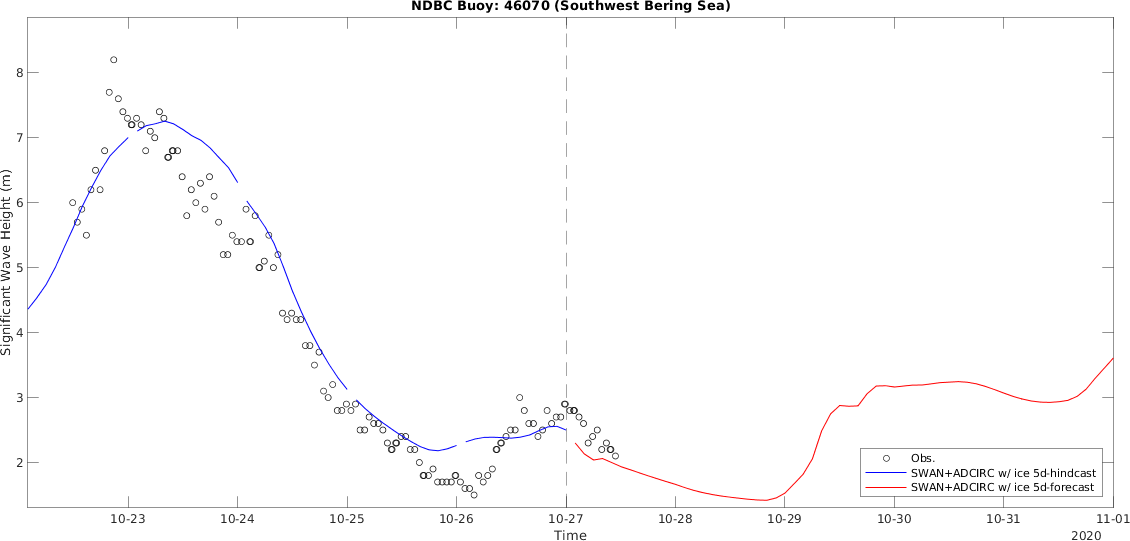 NDBC Buoy: 46070 (Southwest Bering Sea)
Significant Wave Height (m)
8
7
6
5
4
3
2
Obs.
SWAN+ADCIRC w/ ice 5d-hindcast
SWAN+ADCIRC w/ ice 5d-forecast
10-23 10-24 10-25 10-26 10-27 10-28 10-29 10-30 10-31 11-01
Time
2020